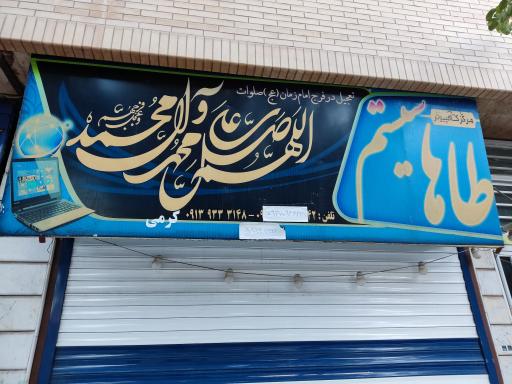 تعجیل در فرج امام زمان (عج) صلوات
اللهم صل علی محمد و آل محمد و عجل فرجهم
مرکز کامپیوتر
طاها سیستم
تلفن :
۰۹۱۳ ۹۳۳ ۳۱۴۸ -
کرمی